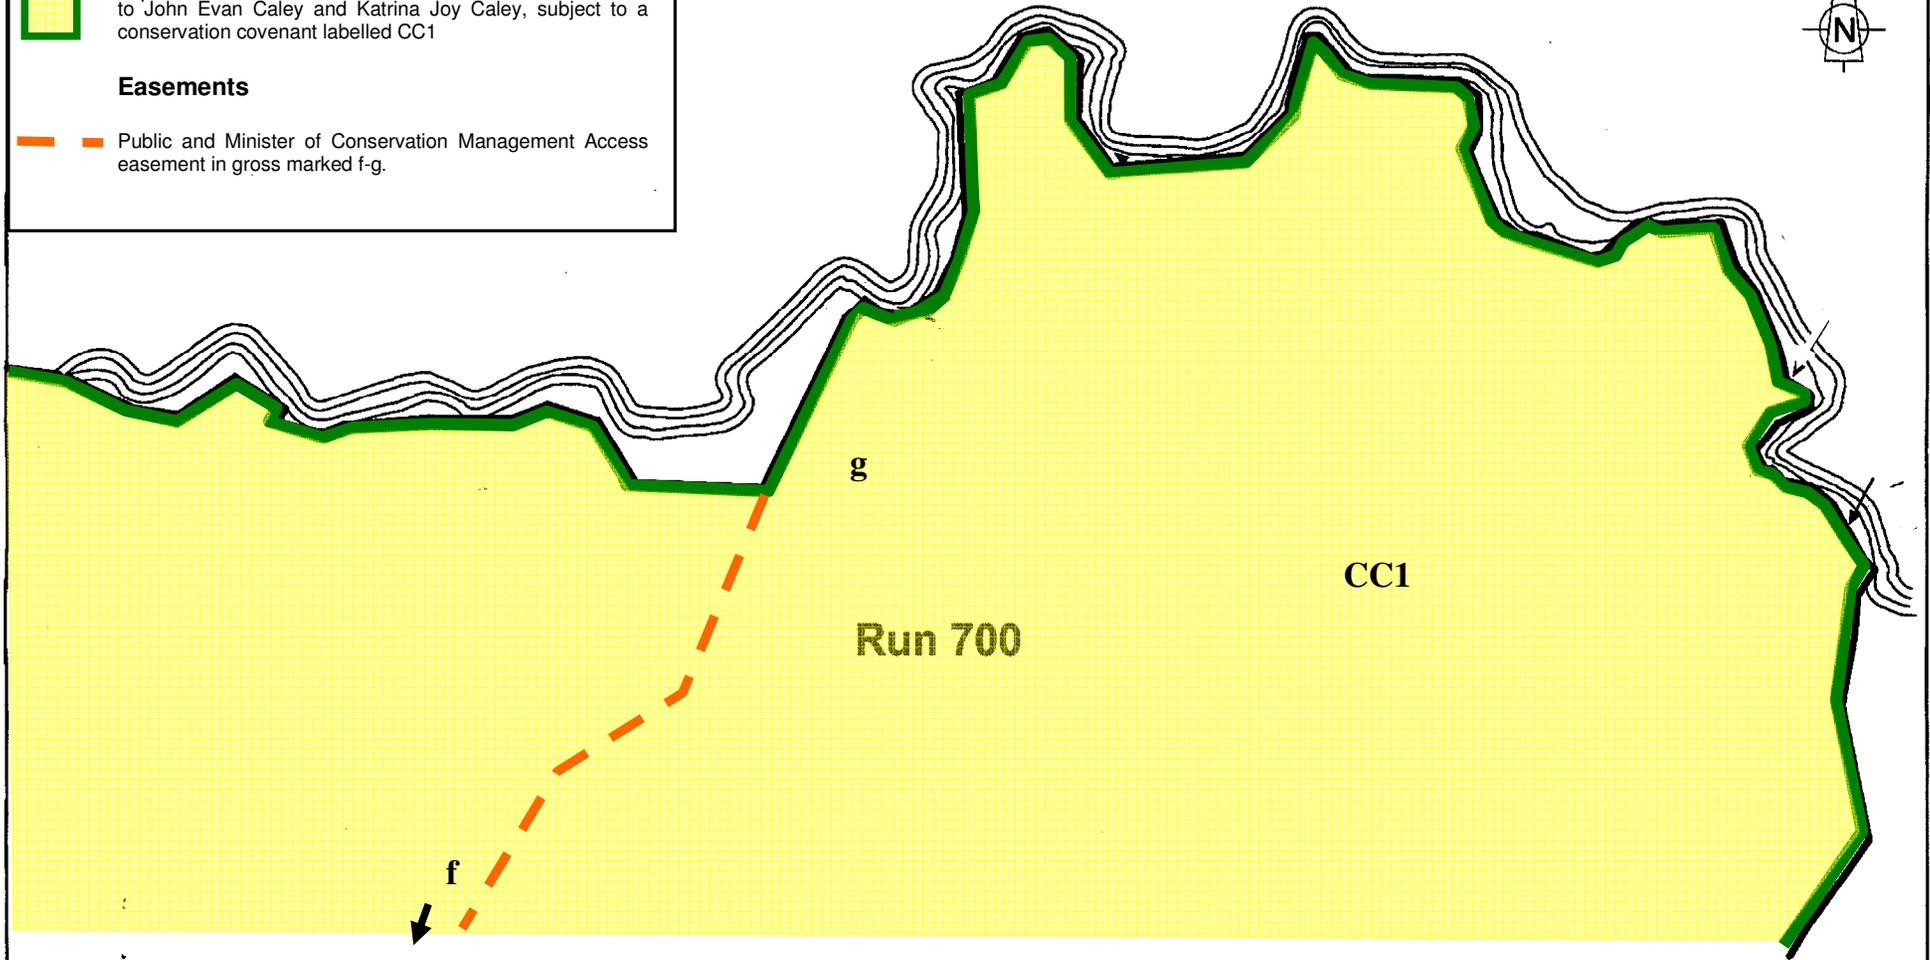 to John Evan Caley and Katrina Joy Caley, subject to a
conservation covenant labelled CC1
N
Easements
Public and Minister of Conservation Management Access
easement in gross marked f-g.
g
CC1
Run 700
f